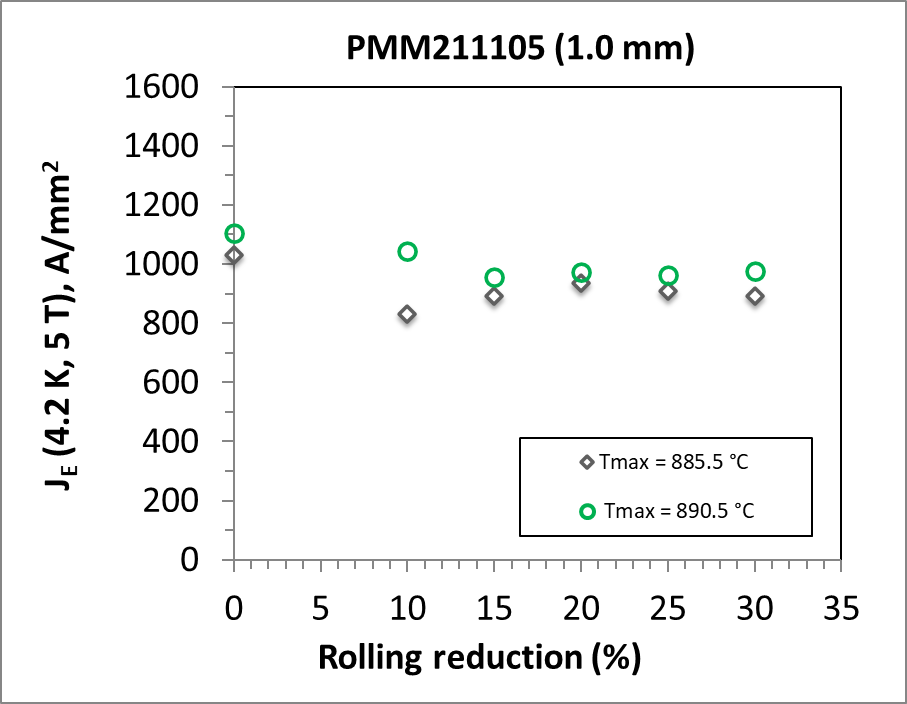 PMM211105 (1.0 mm)
1600
1400
1200
1000
800
600
400
200
0
J_E (4.2 K, 5 T), A/mm²
Tmax = 885.5 °C
Tmax = 890.5 °C
0 5 10 15 20 25 30 35
Rolling reduction (%)